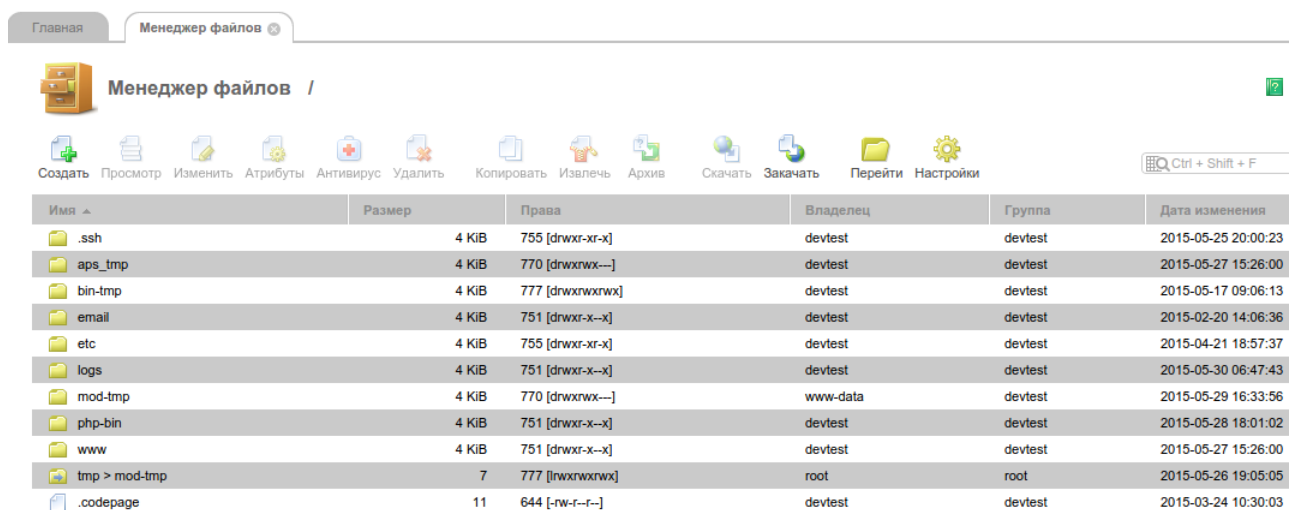 Главная Менеджер файлов
Менеджер файлов /
Создать Просмотр Изменить Атрибуты Антивирус Удалить Копировать Извлечь Архив Скачать Закачать Перейти Настройки Ctrl + Shift + F
Имя Размер Права Владелец Группа Дата изменения
.ssh 4 KiB 755 [drwxr-xr-x] devtest devtest 2015-05-25 20:00:23
aps_tmp 4 KiB 770 [drwxrwx---] devtest devtest 2015-05-27 15:26:00
bin-tmp 4 KiB 777 [drwxrwxrwx] devtest devtest 2015-05-17 09:06:13
email 4 KiB 751 [drwxr-x--x] devtest devtest 2015-02-20 14:06:36
etc 4 KiB 755 [drwxr-xr-x] devtest devtest 2015-04-21 18:57:37
logs 4 KiB 751 [drwxr-x--x] devtest devtest 2015-05-30 06:47:43
mod-tmp 4 KiB 770 [drwxrwx---] www-data devtest 2015-05-29 16:33:56
php-bin 4 KiB 751 [drwxr-x--x] devtest devtest 2015-05-28 18:01:02
www 4 KiB 751 [drwxr-x--x] devtest devtest 2015-05-27 15:26:00
tmp > mod-tmp 7 777 [lrwxrwxrwx] root root 2015-05-26 19:05:05
.codepage 11 644 [-rw-r--r--] devtest devtest 2015-03-24 10:30:03